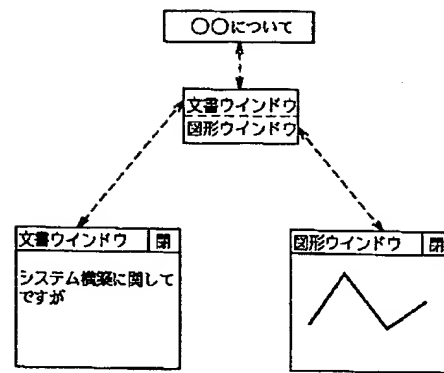 ○○について
文書ウインドウ
図形ウインドウ
文書ウインドウ 閉
システム構築に関して
ですが
図形ウインドウ 閉